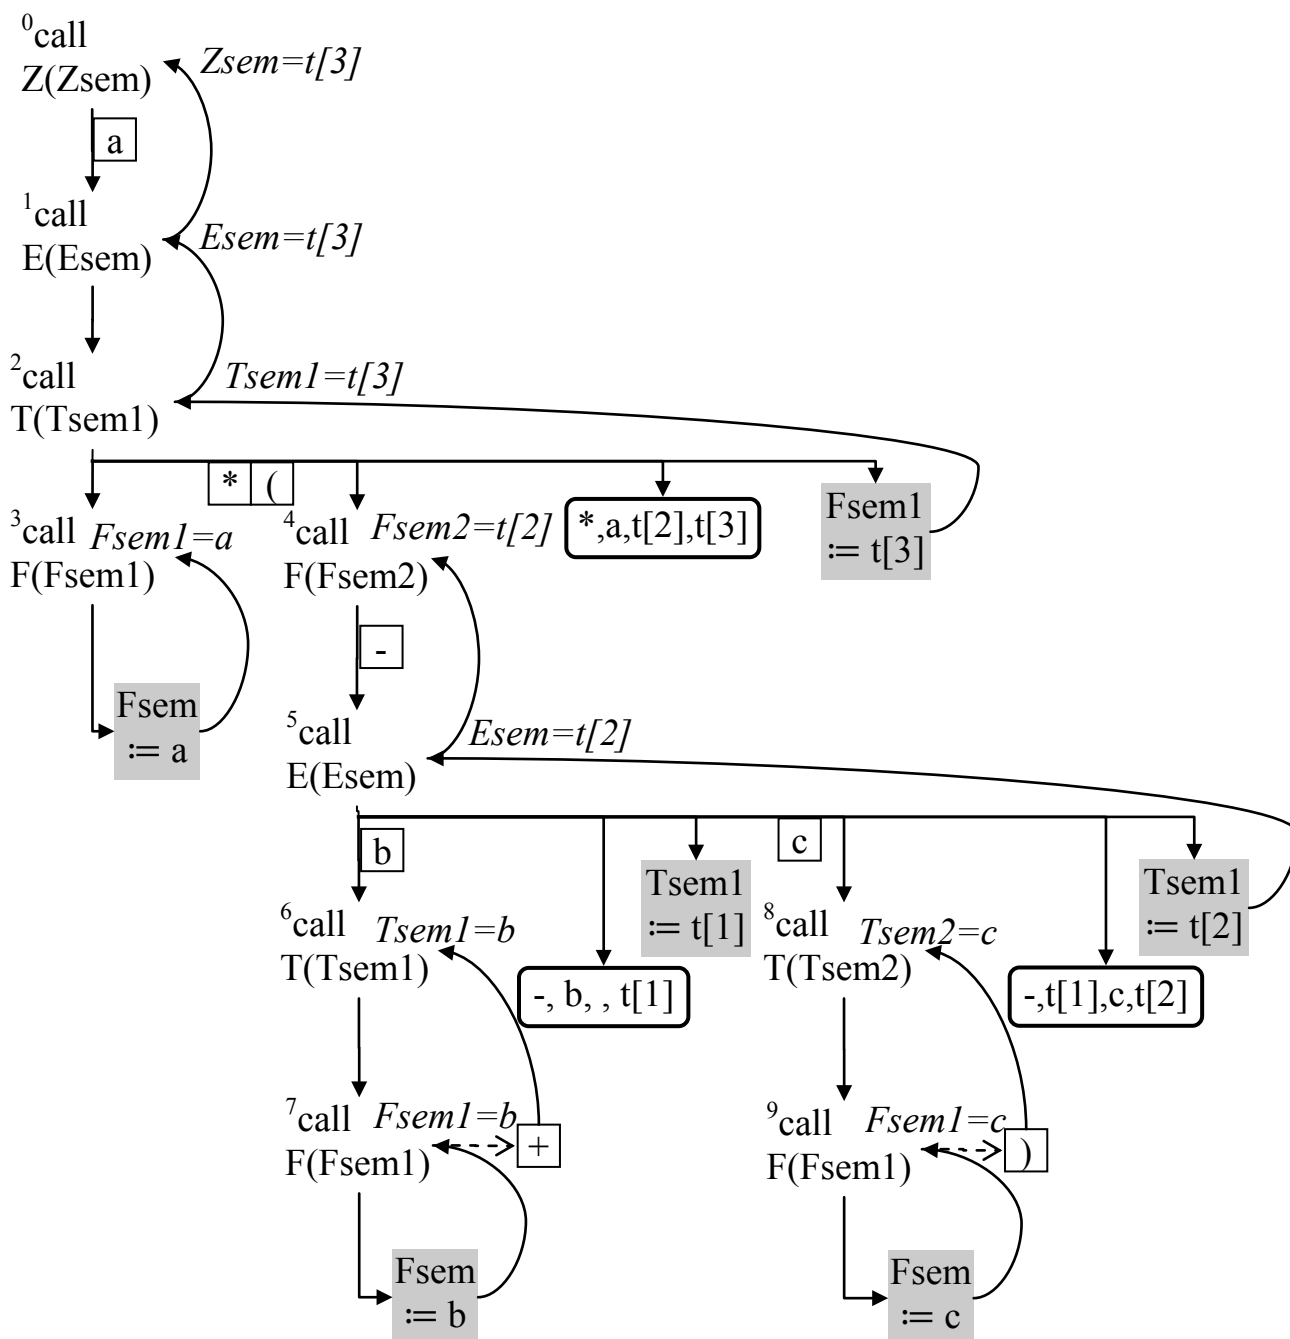 0call
Z(Zsem)
Zsem=t[3]
a
1call
E(Esem)
Esem=t[3]
2call
T(Tsem1)
Tsem1=t[3]
* (
3call
F(Fsem1)
Fsem1=a
4call
F(Fsem2)
Fsem2=t[2]
*,a,t[2],t[3]
Fsem1
:= t[3]
-
Fsem
:= a
5call
E(Esem)
Esem=t[2]
b
Tsem1
:= t[1]
c
Tsem1
:= t[2]
6call
T(Tsem1)
Tsem1=b
-, b, , t[1]
8call
T(Tsem2)
Tsem2=c
-,t[1],c,t[2]
7call
F(Fsem1)
Fsem1=b
+
9call
F(Fsem1)
Fsem1=c
)
Fsem
:= b
Fsem
:= c